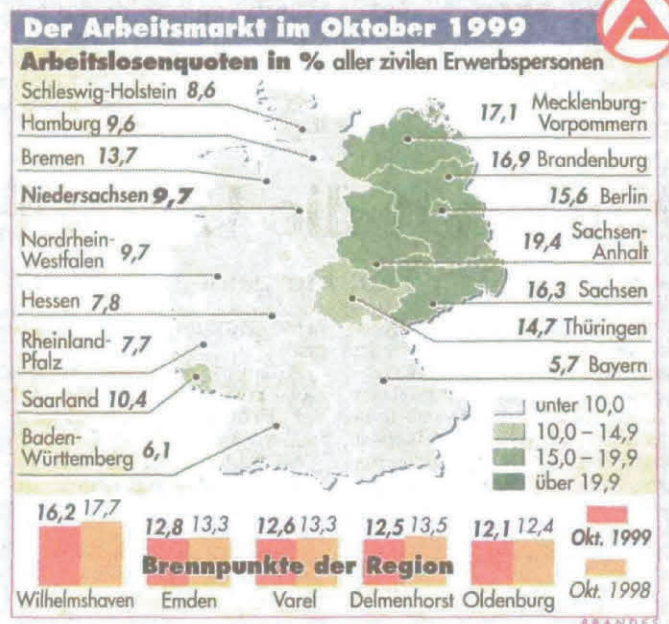 Der Arbeitsmarkt im Oktober 1999
Arbeitslosenquoten in % aller zivilen Erwerbspersonen
Schleswig-Holstein 8,6
Hamburg 9,6
Bremen 13,7
Niedersachsen 9,7
Nordrhein-
Westfalen 9,7
Hessen 7,8
Rheinland-
Pfalz 7,7
Saarland 10,4
Baden-
Württemberg 6,1
17,1 Mecklenburg-
Vorpommern
16,9 Brandenburg
15,6 Berlin
19,4 Sachsen-
Anhalt
16,3 Sachsen
14,7 Thüringen
5,7 Bayern
unter 10,0
10,0 – 14,9
15,0 – 19,9
über 19,9
16,2 17,7
12,8 13,3
12,6 13,3
12,5 13,5
12,1 12,4
Okt. 1999
Okt. 1998
Brennpunkte der Region
Wilhelmshaven Emden Varel Delmenhorst Oldenburg
BRANDES